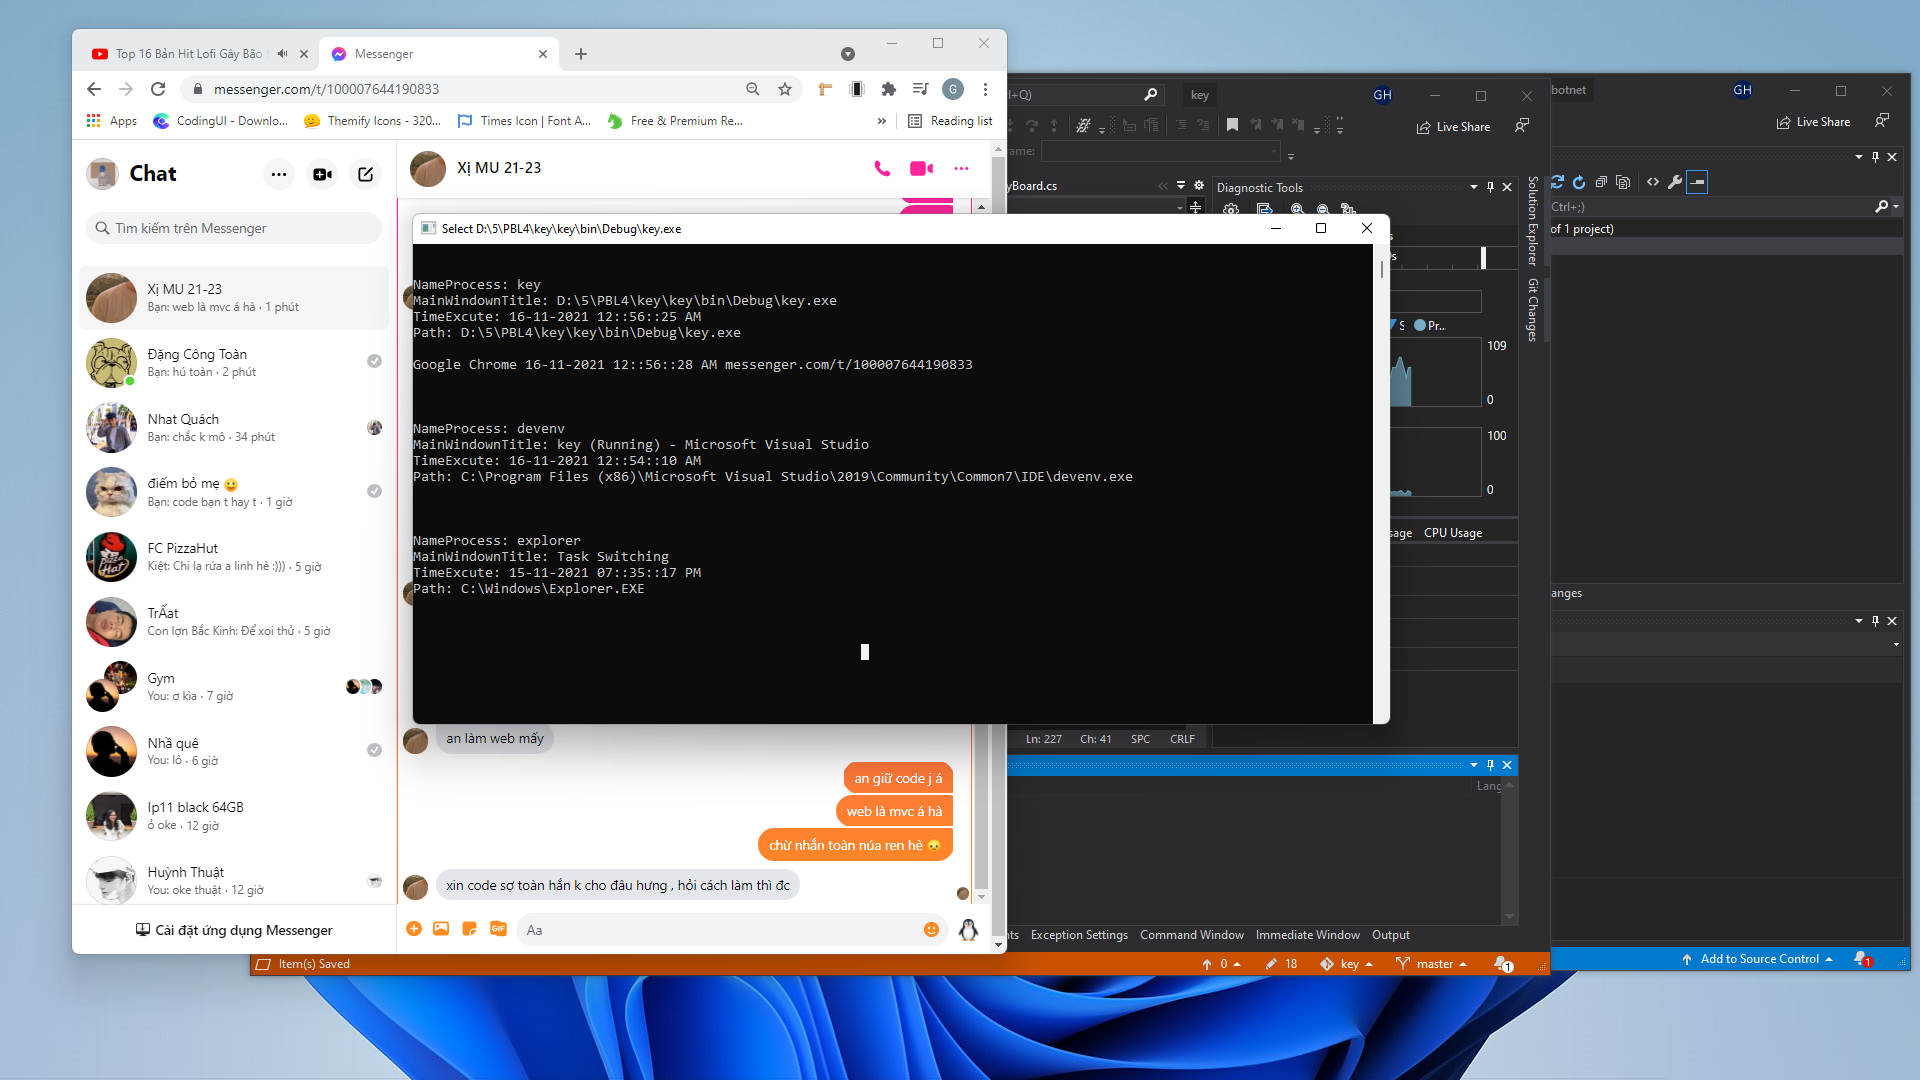 Top 16 Bản Hit Lofi Gây Bão
Messenger
messenger.com/t/100007644190833
G
Apps
CodingUI - Downlo...
Themify Icons - 320...
Times Icon | Font A...
Free & Premium Re...
»
Reading list
Chat
Tìm kiếm trên Messenger
Xị MU 21-23
Bạn: web là mvc á hà · 1 phút
Đặng Công Toàn
Bạn: hú toàn · 2 phút
Nhat Quách
Bạn: chắc k mô · 34 phút
điếm bỏ mẹ 😃
Bạn: code bạn t hay t · 1 giờ
FC PizzaHut
Kiệt: Chi lạ rứa a linh hè :))) · 5 giờ
TrẤat
Con lợn Bắc Kinh: Để xoi thủ · 5 giờ
Gym
You: ơ kìa · 7 giờ
Nhà quê
You: lô · 6 giờ
Ip11 black 64GB
ỏ oke · 12 giờ
Huỳnh Thuật
You: oke thuật · 12 giờ
Cài đặt ứng dụng Messenger
Xị MU 21-23
Select D:\5\PBL4\key\key\bin\Debug\key.exe
NameProcess: key
MainWindownTitle: D:\5\PBL4\key\key\bin\Debug\key.exe
TimeExcute: 16-11-2021 12::56::25 AM
Path: D:\5\PBL4\key\key\bin\Debug\key.exe
Google Chrome 16-11-2021 12::56::28 AM messenger.com/t/100007644190833
NameProcess: devenv
MainWindownTitle: key (Running) - Microsoft Visual Studio
TimeExcute: 16-11-2021 12::54::10 AM
Path: C:\Program Files (x86)\Microsoft Visual Studio\2019\Community\Common7\IDE\devenv.exe
NameProcess: explorer
MainWindownTitle: Task Switching
TimeExcute: 15-11-2021 07::35::17 PM
Path: C:\Windows\Explorer.EXE
an làm web mấy
an giữ code j á
web là mvc á hà
chừ nhắn toàn núa ren hè 😞
xin code sợ toàn hắn k cho đâu hưng , hỏi cách làm thì đc
GIF
Aa
+Q)
key
GH
Live Share
ame:
yBoard.cs
Diagnostic Tools
S
Pr...
109
0
100
0
sage
CPU Usage
Solution Explorer
Git Changes
Ln: 227
Ch: 41
SPC
CRLF
Lang
nts
Exception Settings
Command Window
Immediate Window
Output
Item(s) Saved
0
18
key
master
1
botnet
GH
Live Share
Ctrl+;)
of 1 project)
anges
Add to Source Control
1